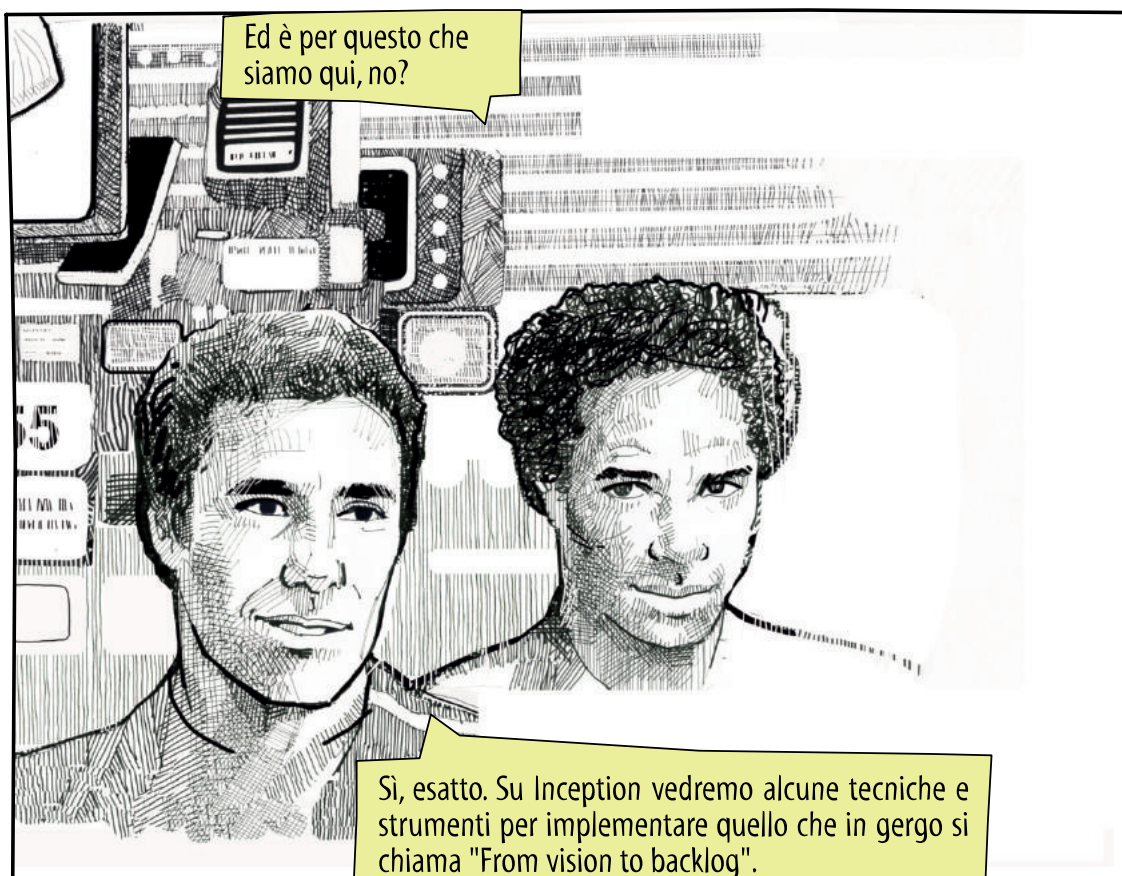 Ed è per questo che
siamo qui, no?
55
Sì, esatto. Su Inception vedremo alcune tecniche e
strumenti per implementare quello che in gergo si
chiama "From vision to backlog".